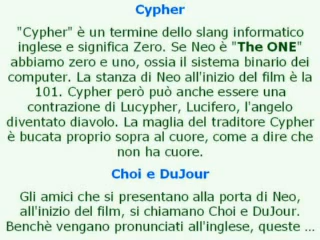 Cypher
"Cypher" è un termine dello slang informatico
inglese e significa Zero. Se Neo è "The ONE"
abbiamo zero e uno, ossia il sistema binario dei
computer. La stanza di Neo all'inizio del film è la
101. Cypher però può anche essere una
contrazione di Lucypher, Lucifero, l'angelo
diventato diavolo. La maglia del traditore Cypher
è bucata proprio sopra al cuore, come a dire che
non ha cuore.
Choi e DuJour
Gli amici che si presentano alla porta di Neo,
all'inizio del film, si chiamano Choi e DuJour.
Benchè vengano pronunciati all'inglese, queste ...